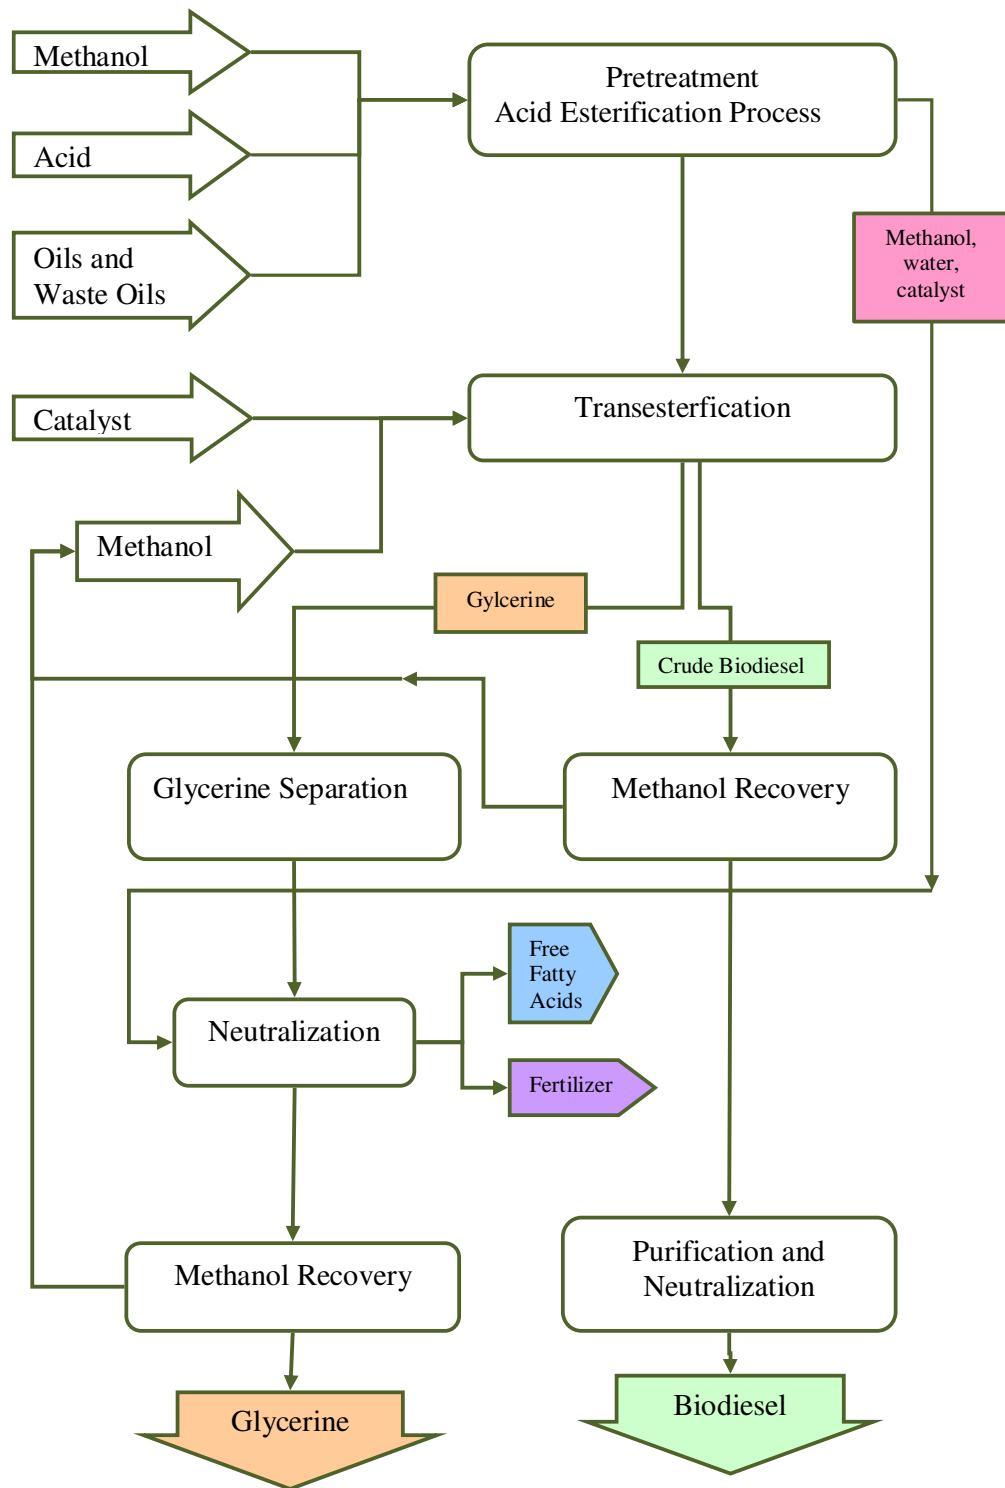 Methanol
Pretreatment
Acid Esterification Process
Acid
Oils and
Waste Oils
Methanol,
water,
catalyst
Catalyst
Transesterfication
Methanol
Gylcerine
Crude Biodiesel
Glycerine Separation
Methanol Recovery
Free
Fatty
Acids
Neutralization
Fertilizer
Methanol Recovery
Purification and
Neutralization
Glycerine
Biodiesel